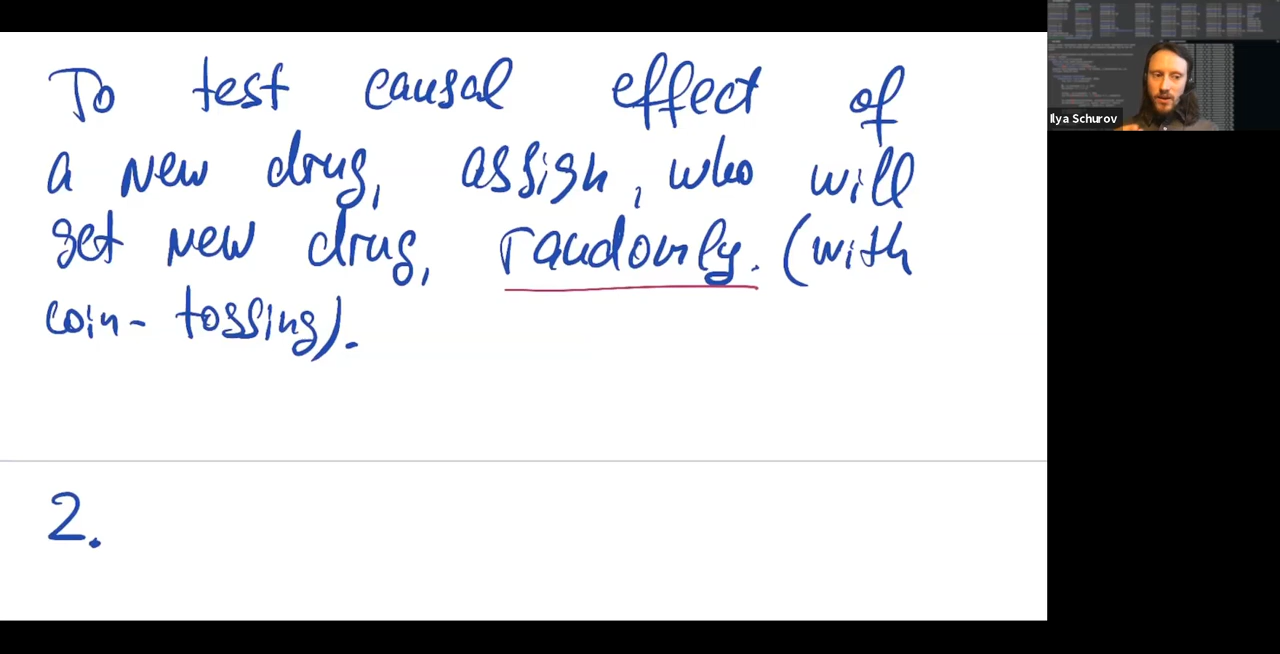 To test causal effect of
a new drug, assign, who will
get new drug, randomly. (with
coin-tossing).
2.
Ilya Schurov